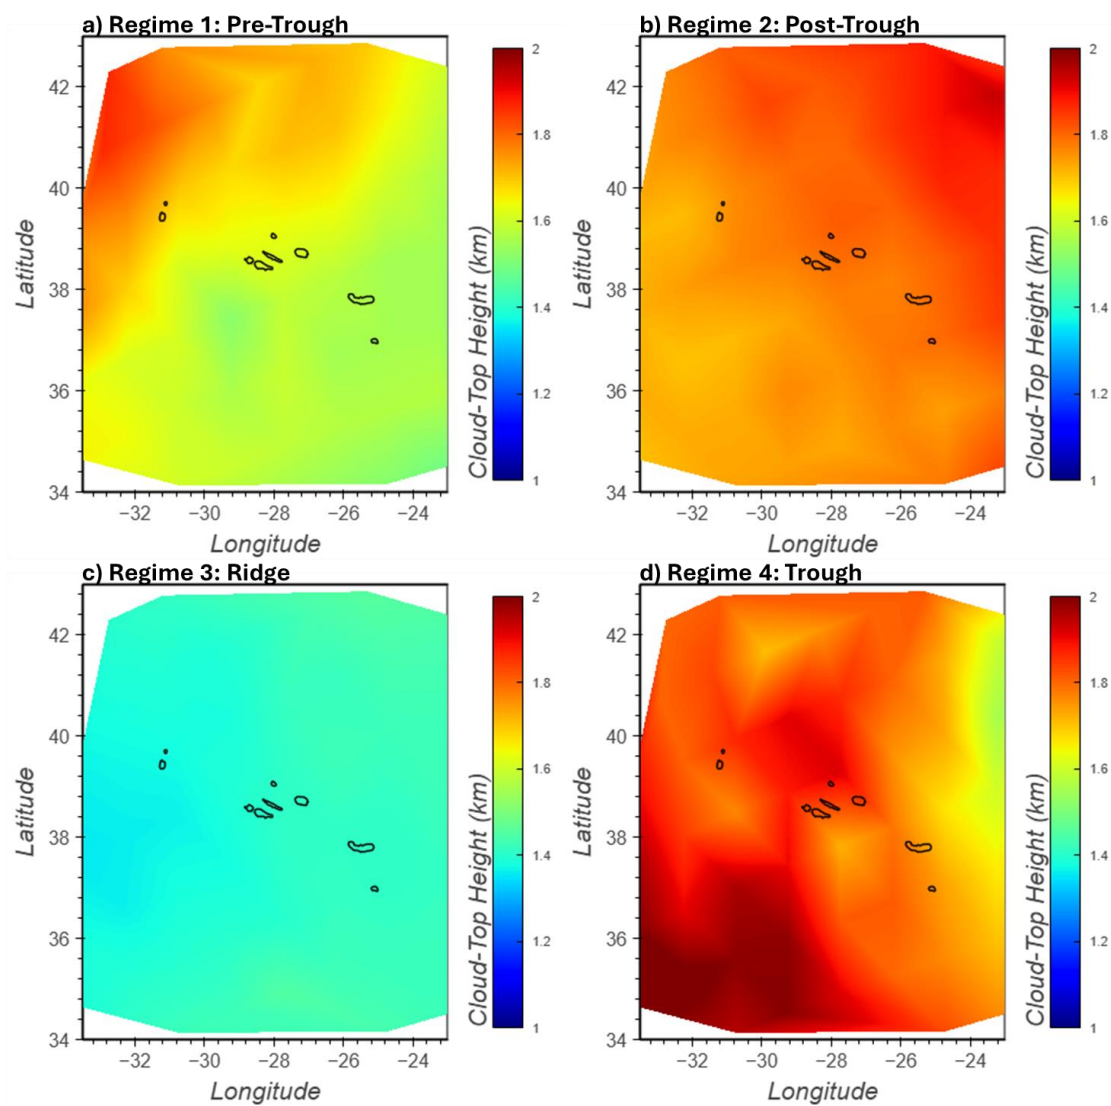 a) Regime 1: Pre-Trough
42
40
38
36
34
Latitude
−32 −30 −28 −26 −24
Longitude
2
1.8
1.6
1.4
1.2
1
Cloud-Top Height (km)
b) Regime 2: Post-Trough
42
40
38
36
34
Latitude
−32 −30 −28 −26 −24
Longitude
2
1.8
1.6
1.4
1.2
1
Cloud-Top Height (km)
c) Regime 3: Ridge
42
40
38
36
34
Latitude
−32 −30 −28 −26 −24
Longitude
2
1.8
1.6
1.4
1.2
1
Cloud-Top Height (km)
d) Regime 4: Trough
42
40
38
36
34
Latitude
−32 −30 −28 −26 −24
Longitude
2
1.8
1.6
1.4
1.2
1
Cloud-Top Height (km)